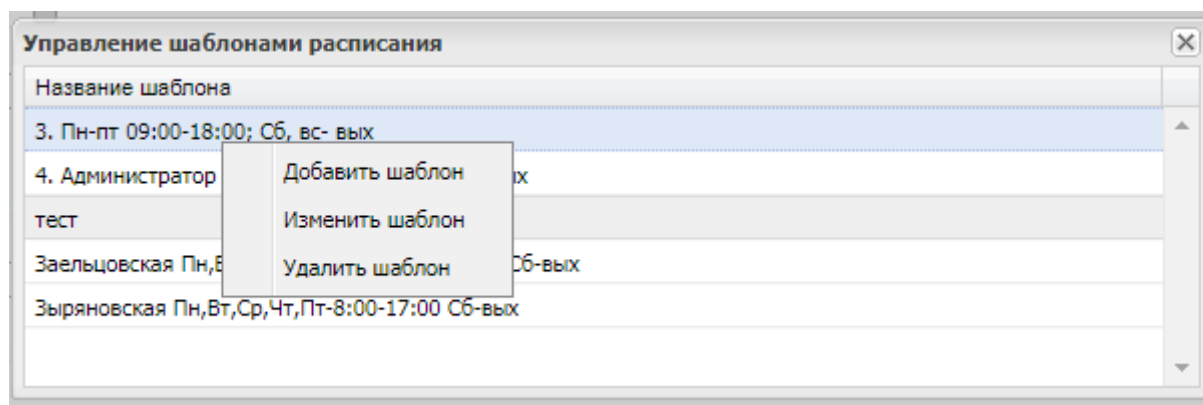 Управление шаблонами расписания
Название шаблона
3. Пн-пт 09:00-18:00; Сб, вс- вых
4. Администратор
Добавить шаблон
тест
Изменить шаблон
Заельцовская Пн, Сб-вых
Удалить шаблон
Зыряновская Пн,Вт,Ср,Чт,Пт-8:00-17:00 Сб-вых